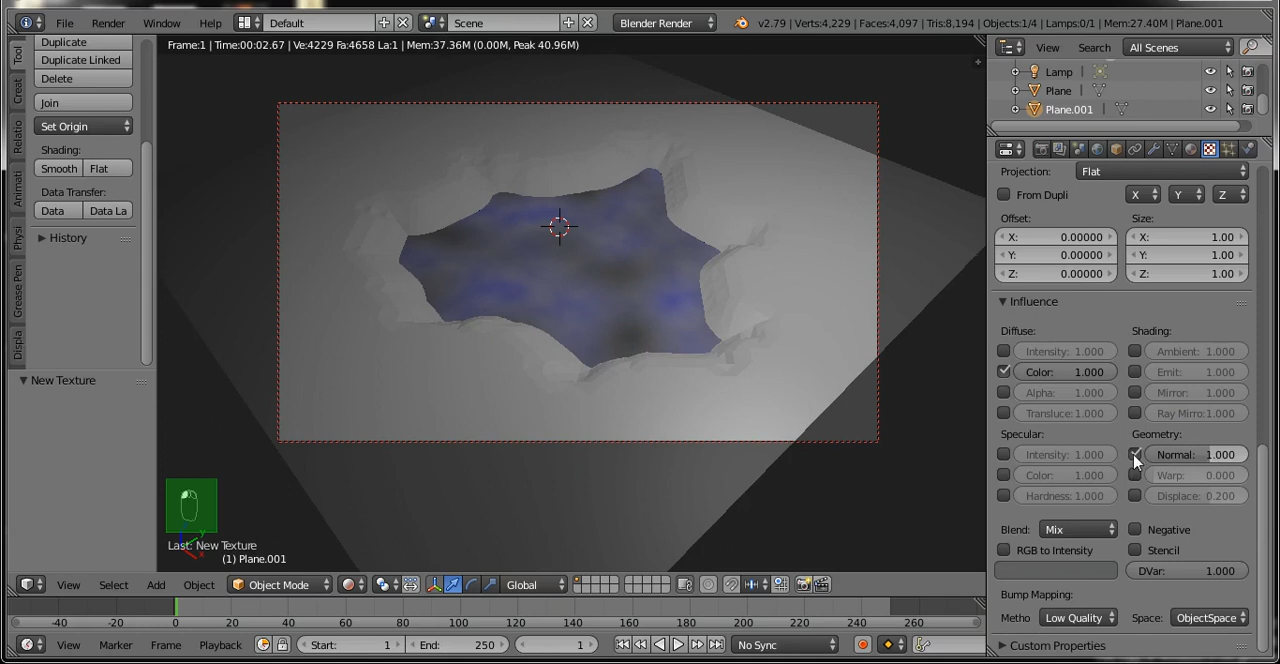 File Render Window Help Default Scene Blender Render v2.79 | Verts:4,229 | Faces:4,097 | Tris:8,194 | Objects:1/4 | Lamps:0/1 | Mem:27.40M | Plane.001
Frame:1 | Time:00:02.67 | Ve:4229 Fa:4658 La:1 | Mem:37.36M (0.00M, Peak 40.96M)
Tool
Creat
Relatio
Animati
Physi
Grease Pen
Displa
Duplicate
Duplicate Linked
Delete
Join
Set Origin
Shading:
Smooth Flat
Data Transfer:
Data Data La
History
New Texture
Last: New Texture
(1) Plane.001
View Select Add Object Object Mode Global
-40 -20 0 20 40 60 80 100 120 140 160 180 200 220 240 260
View Marker Frame Playback Start: 1 End: 250 1 No Sync
View Search All Scenes
Lamp
Plane
Plane.001
Projection: Flat
From Dupli X Y Z
Offset: Size:
X: 0.00000 X: 1.00
Y: 0.00000 Y: 1.00
Z: 0.00000 Z: 1.00
Influence
Diffuse: Shading:
Intensity: 1.000 Ambient: 1.000
Color: 1.000 Emit: 1.000
Alpha: 1.000 Mirror: 1.000
Transluce: 1.000 Ray Mirro: 1.000
Specular: Geometry:
Intensity: 1.000 Normal: 1.000
Color: 1.000 Warp: 0.000
Hardness: 1.000 Displace: 0.200
Blend: Mix Negative
RGB to Intensity Stencil
DVar: 1.000
Bump Mapping:
Metho Low Quality Space: ObjectSpace
Custom Properties